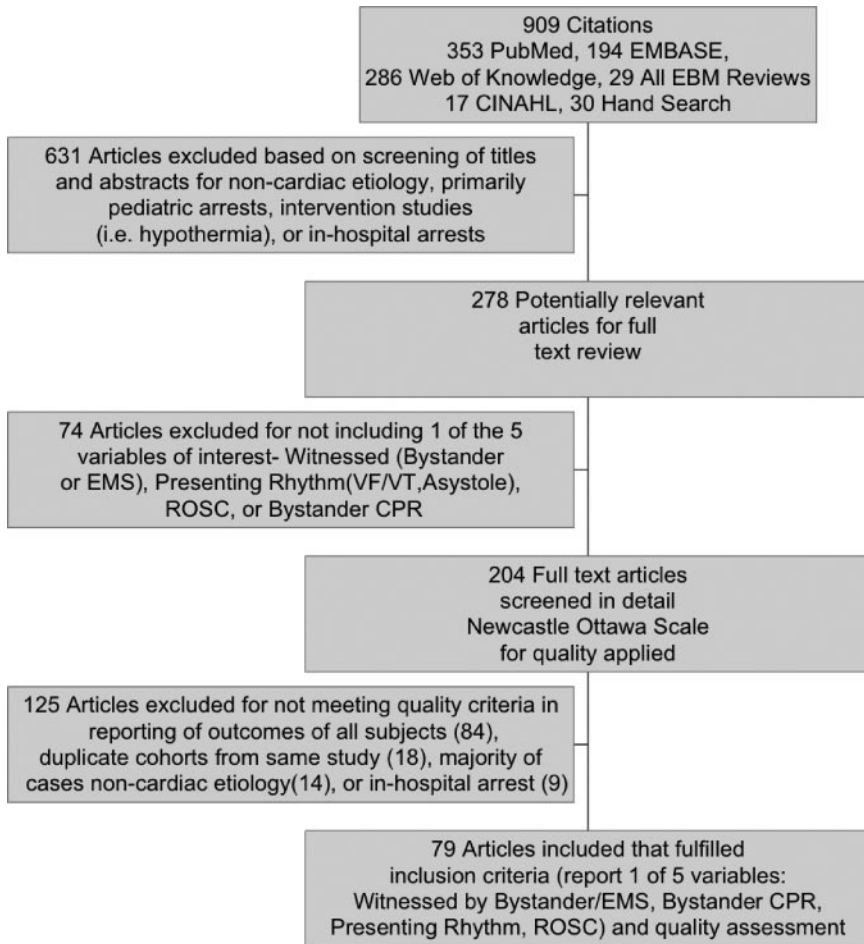 909 Citations
353 PubMed, 194 EMBASE,
286 Web of Knowledge, 29 All EBM Reviews
17 CINAHL, 30 Hand Search
631 Articles excluded based on screening of titles
and abstracts for non-cardiac etiology, primarily
pediatric arrests, intervention studies
(i.e. hypothermia), or in-hospital arrests
278 Potentially relevant
articles for full
text review
74 Articles excluded for not including 1 of the 5
variables of interest- Witnessed (Bystander
or EMS), Presenting Rhythm(VF/VT,Asystole),
ROSC, or Bystander CPR
204 Full text articles
screened in detail
Newcastle Ottawa Scale
for quality applied
125 Articles excluded for not meeting quality criteria in
reporting of outcomes of all subjects (84),
duplicate cohorts from same study (18), majority of
cases non-cardiac etiology(14), or in-hospital arrest (9)
79 Articles included that fulfilled
inclusion criteria (report 1 of 5 variables:
Witnessed by Bystander/EMS, Bystander CPR,
Presenting Rhythm, ROSC) and quality assessment